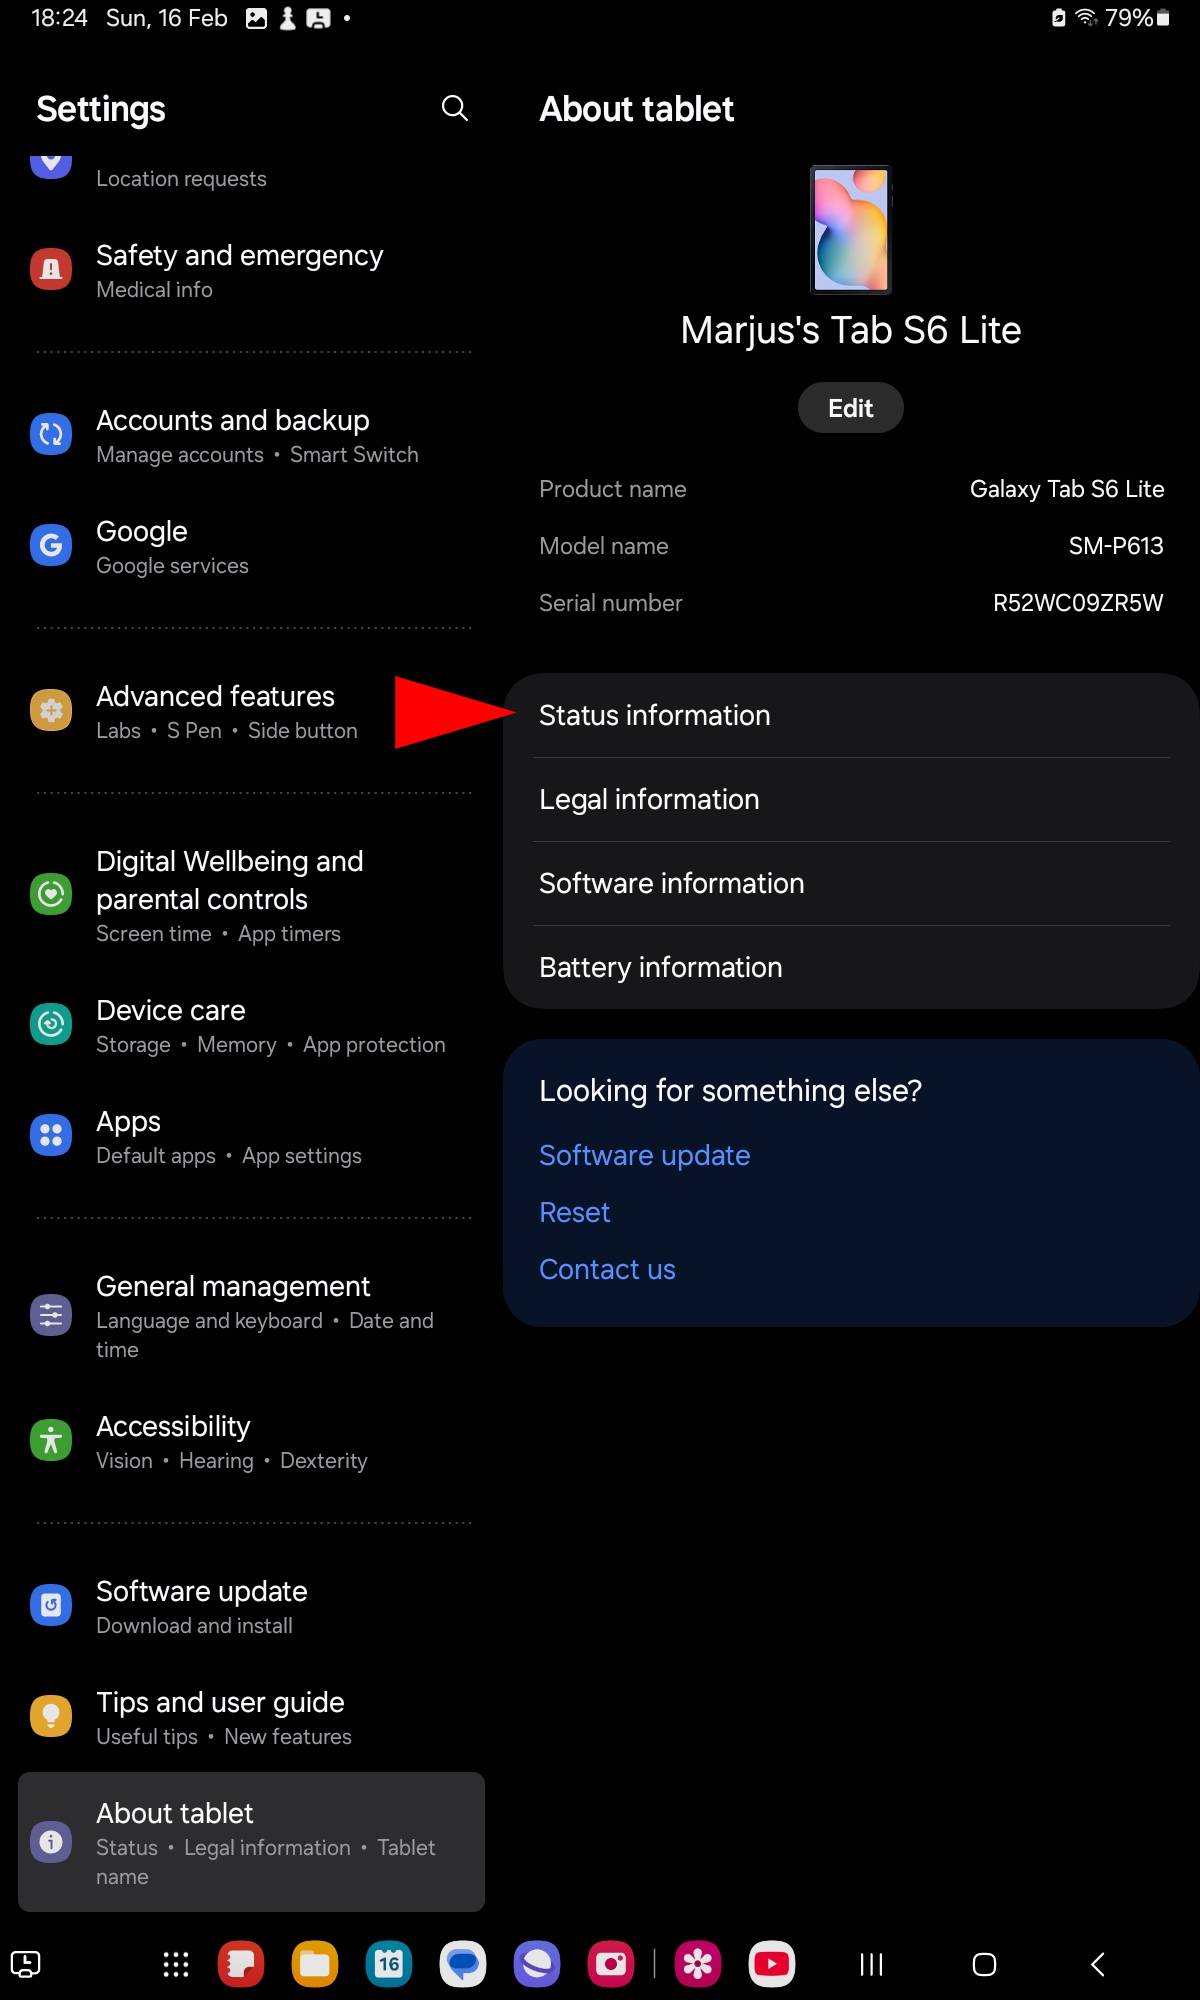 18:24 Sun, 16 Feb
79%
Settings
Location requests
Safety and emergency
Medical info
Accounts and backup
Manage accounts • Smart Switch
Google
Google services
Advanced features
Labs • S Pen • Side button
Digital Wellbeing and
parental controls
Screen time • App timers
Device care
Storage • Memory • App protection
Apps
Default apps • App settings
General management
Language and keyboard • Date and
time
Accessibility
Vision • Hearing • Dexterity
Software update
Download and install
Tips and user guide
Useful tips • New features
About tablet
Status • Legal information • Tablet
name
About tablet
Marjus's Tab S6 Lite
Edit
Product name Galaxy Tab S6 Lite
Model name SM-P613
Serial number R52WC09ZR5W
Status information
Legal information
Software information
Battery information
Looking for something else?
Software update
Reset
Contact us
16